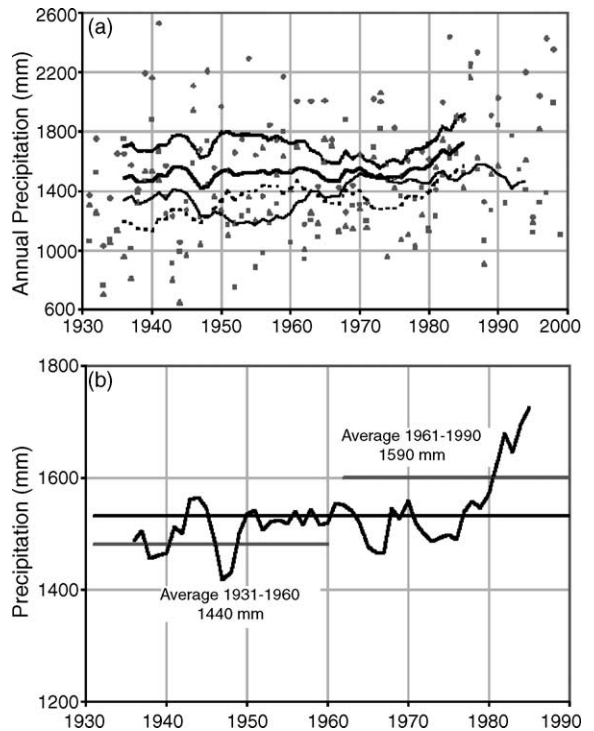 (a)
Annual Precipitation (mm)
2600
2200
1800
1400
1000
600
1930 1940 1950 1960 1970 1980 1990 2000
(b)
Precipitation (mm)
1800
1600
1400
1200
Average 1961-1990
1590 mm
Average 1931-1960
1440 mm
1930 1940 1950 1960 1970 1980 1990